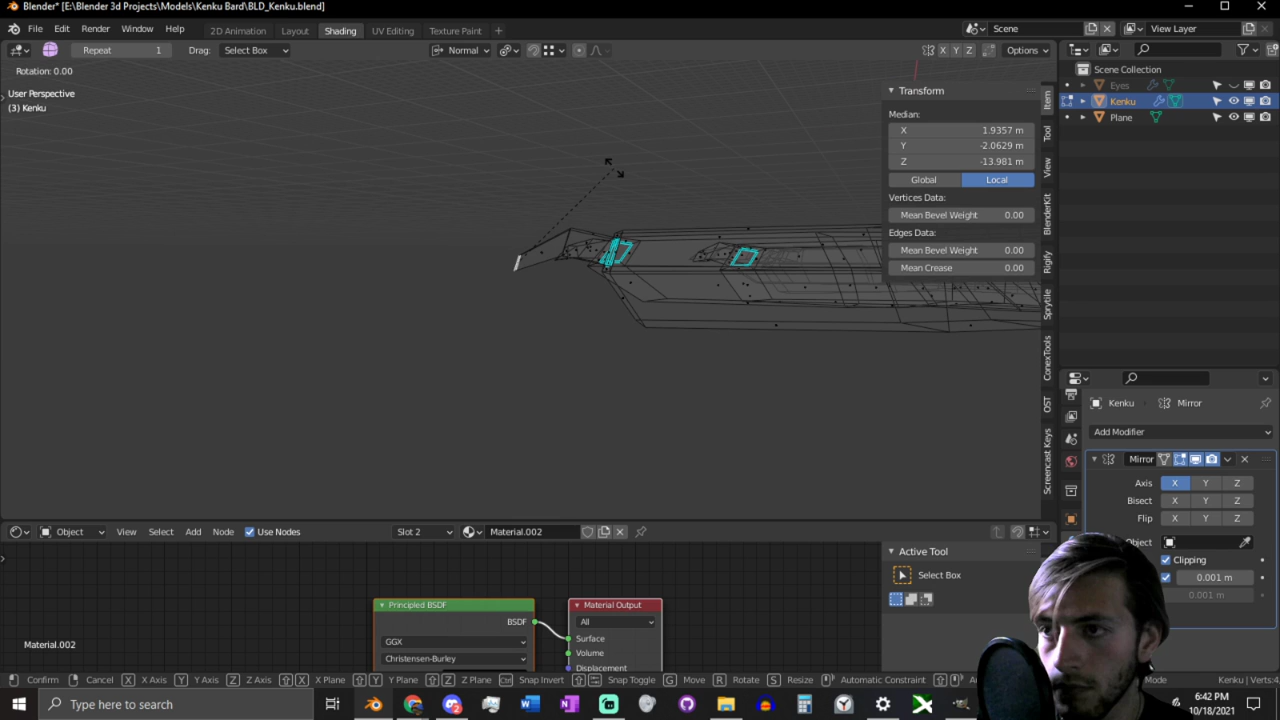 Blender* [E:\Blender 3d Projects\Models\Kenku Bard\BLD_Kenku.blend]
File Edit Render Window Help 2D Animation Layout Shading UV Editing Texture Paint + Scene View Layer
Repeat 1 Drag: Select Box Normal X Y Z Options
Rotation: 0.00
User Perspective
(3) Kenku
Scene Collection
Eyes
Kenku
Plane
Transform
Median:
X 1.9357 m
Y -2.0629 m
Z -13.981 m
Global Local
Vertices Data:
Mean Bevel Weight 0.00
Edges Data:
Mean Bevel Weight 0.00
Mean Crease 0.00
Item
Tool
View
BlenderKit
Rigify
Sprytile
ConexTools
OST
Screencast Keys
Kenku Mirror
Add Modifier
Mirror
Axis X Y Z
Bisect X Y Z
Flip X Y Z
Object
Clipping
0.001 m
0.001 m
Object View Select Add Node Use Nodes Slot 2 Material.002
Active Tool
Select Box
Principled BSDF
BSDF
GGX
Christensen-Burley
Material Output
All
Surface
Volume
Displacement
Material.002
Confirm Cancel X X Axis Y Y Axis Z Z Axis X X Plane Y Y Plane Z Z Plane Ctrl Snap Invert Snap Toggle G Move R Rotate S Resize Automatic Constraint Mode Kenku | Verts:4
Type here to search
6:42 PM
10/18/2021